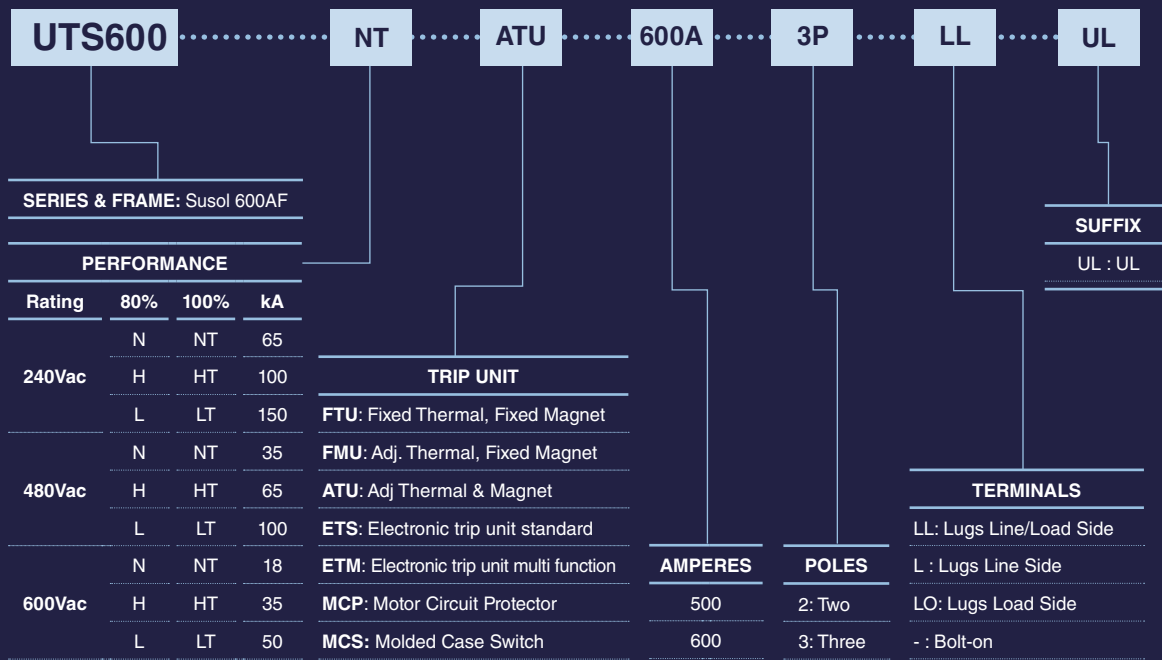 UTS600 NT ATU 600A 3P LL UL
SERIES & FRAME: Susol 600AF
SUFFIX
UL : UL
PERFORMANCE
Rating 80% 100% kA
240Vac
N NT 65
H HT 100
L LT 150
480Vac
N NT 35
H HT 65
L LT 100
600Vac
N NT 18
H HT 35
L LT 50
TRIP UNIT
FTU: Fixed Thermal, Fixed Magnet
FMU: Adj. Thermal, Fixed Magnet
ATU: Adj Thermal & Magnet
ETS: Electronic trip unit standard
ETM: Electronic trip unit multi function
MCP: Motor Circuit Protector
MCS: Molded Case Switch
AMPERES
500
600
POLES
2: Two
3: Three
TERMINALS
LL: Lugs Line/Load Side
L : Lugs Line Side
LO: Lugs Load Side
- : Bolt-on